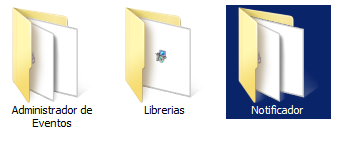 Administrador de
Eventos
Librerias
Notificador